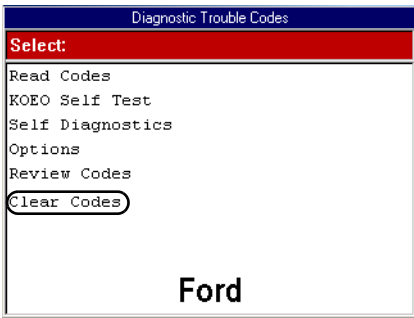 Diagnostic Trouble Codes
Select:
Read Codes
KOEO Self Test
Self Diagnostics
Options
Review Codes
Clear Codes
Ford